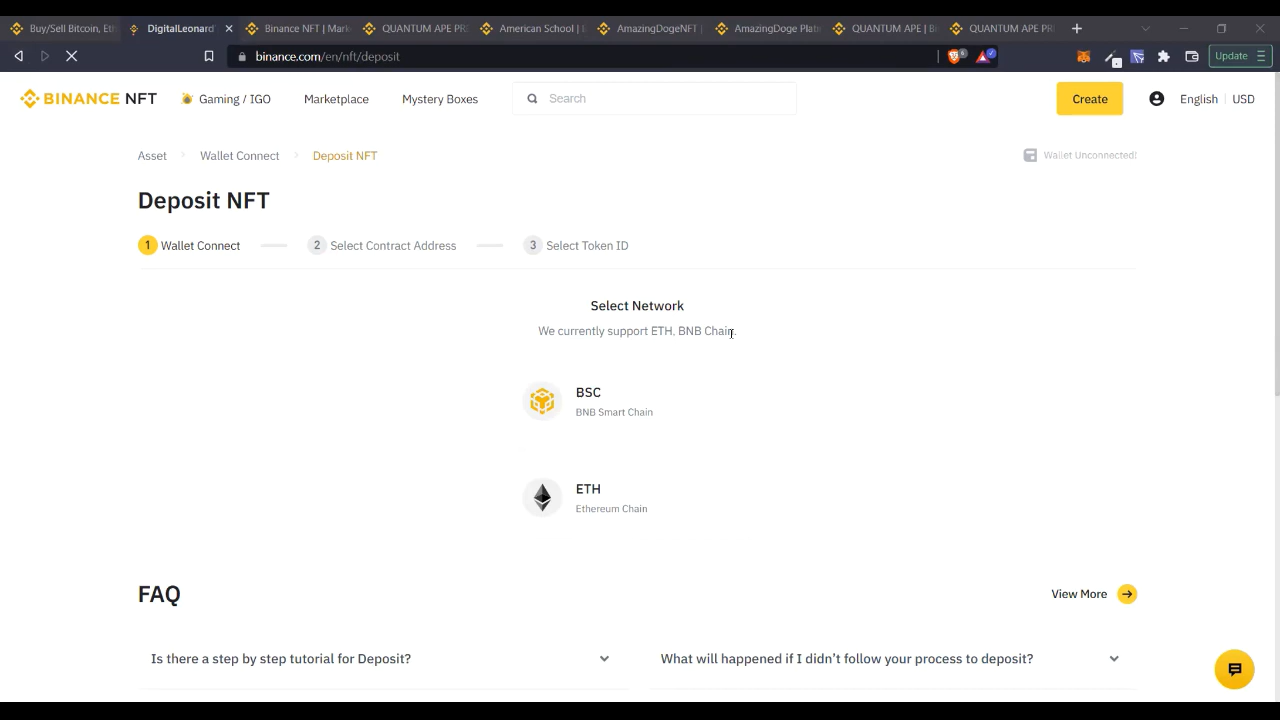 Buy/Sell Bitcoin, Eth
DigitalLeonard
Binance NFT | Mark
QUANTUM APE PR
American School |
AmazingDogeNFT |
AmazingDoge Plat
QUANTUM APE | B
QUANTUM APE PR
binance.com/en/nft/deposit
Update
BINANCE NFT
Gaming / IGO
Marketplace
Mystery Boxes
Search
Create
English
USD
Asset
Wallet Connect
Deposit NFT
Wallet Unconnected!
Deposit NFT
1 Wallet Connect
2 Select Contract Address
3 Select Token ID
Select Network
We currently support ETH, BNB Chain.
BSC
BNB Smart Chain
ETH
Ethereum Chain
FAQ
View More
Is there a step by step tutorial for Deposit?
What will happened if I didn't follow your process to deposit?